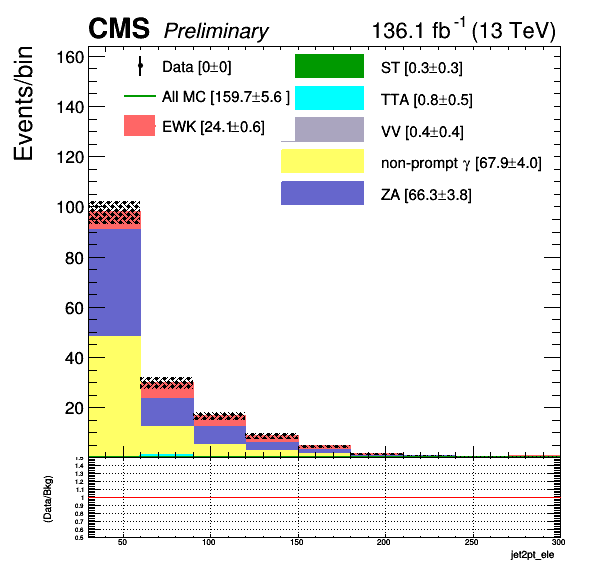 CMS Preliminary 136.1 fb⁻¹ (13 TeV)
Events/bin
160
140
120
100
80
60
40
20
Data [0±0]
All MC [159.7±5.6 ]
EWK [24.1±0.6]
ST [0.3±0.3]
TTA [0.8±0.5]
VV [0.4±0.4]
non-prompt γ [67.9±4.0]
ZA [66.3±3.8]
(Data/Bkg)
1.5
1.4
1.3
1.2
1.1
1
0.9
0.8
0.7
0.6
0.5
50 100 150 200 250 300
jet2pt_ele